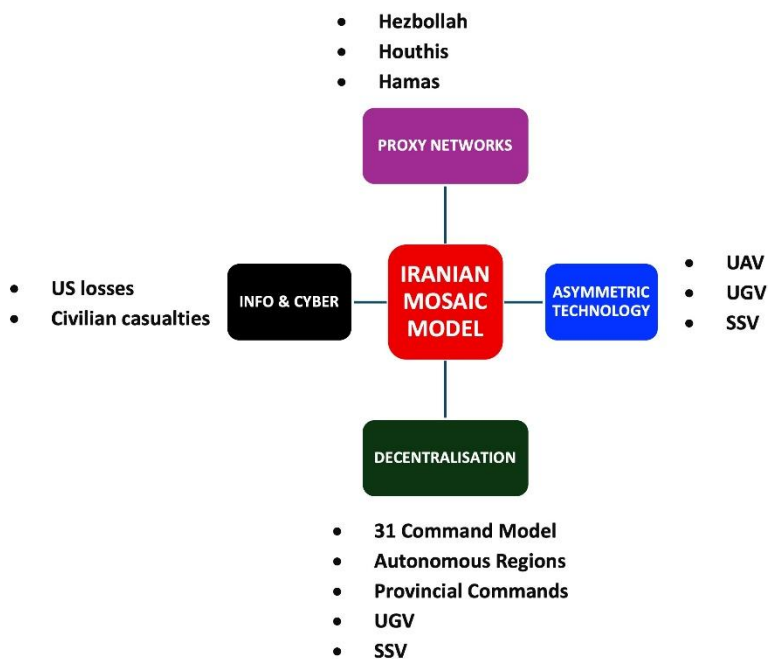 Hezbollah
Houthis
Hamas
PROXY NETWORKS
US losses
Civilian casualties
INFO & CYBER
IRANIAN
MOSAIC
MODEL
ASYMMETRIC
TECHNOLOGY
UAV
UGV
SSV
DECENTRALISATION
31 Command Model
Autonomous Regions
Provincial Commands
UGV
SSV